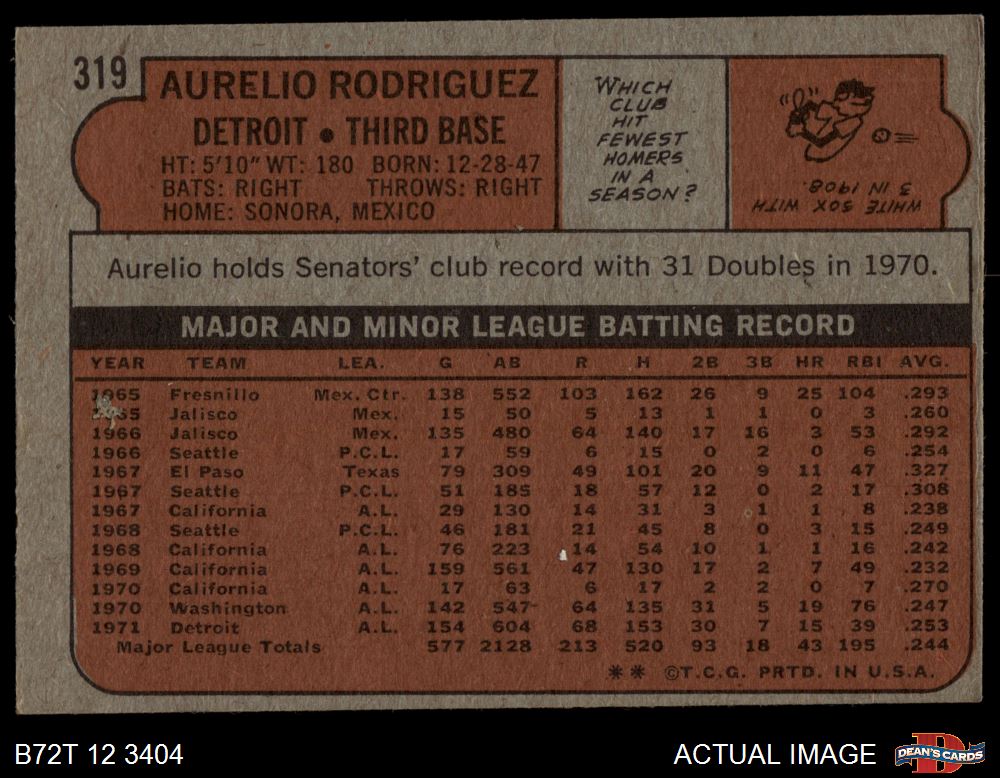 319
AURELIO RODRIGUEZ
DETROIT • THIRD BASE
HT: 5'10" WT: 180 BORN: 12-28-47
BATS: RIGHT THROWS: RIGHT
HOME: SONORA, MEXICO
WHICH
CLUB
HIT
FEWEST
HOMERS
IN A
SEASON?
WHITE SOX WITH
3 IN 1908.
Aurelio holds Senators' club record with 31 Doubles in 1970.
MAJOR AND MINOR LEAGUE BATTING RECORD
YEAR TEAM LEA. G AB R H 2B 3B HR RBI AVG.
1965 Fresnillo Mex. Ctr. 138 552 103 162 26 9 25 104 .293
1965 Jalisco Mex. 15 50 5 13 1 1 0 3 .260
1966 Jalisco Mex. 135 480 64 140 17 16 3 53 .292
1966 Seattle P.C.L. 17 59 6 15 0 2 0 6 .254
1967 El Paso Texas 79 309 49 101 20 9 11 47 .327
1967 Seattle P.C.L. 51 185 18 57 12 0 2 17 .308
1967 California A.L. 29 130 14 31 3 1 1 8 .238
1968 Seattle P.C.L. 46 181 21 45 8 0 3 15 .249
1968 California A.L. 76 223 14 54 10 1 1 16 .242
1969 California A.L. 159 561 47 130 17 2 7 49 .232
1970 California A.L. 17 63 6 17 2 2 0 7 .270
1970 Washington A.L. 142 547 64 135 31 5 19 76 .247
1971 Detroit A.L. 154 604 68 153 30 7 15 39 .253
Major League Totals 577 2128 213 520 93 18 43 195 .244
** ©T.C.G. PRTD. IN U.S.A.
B72T 12 3404
ACTUAL IMAGE
DEAN'S CARDS